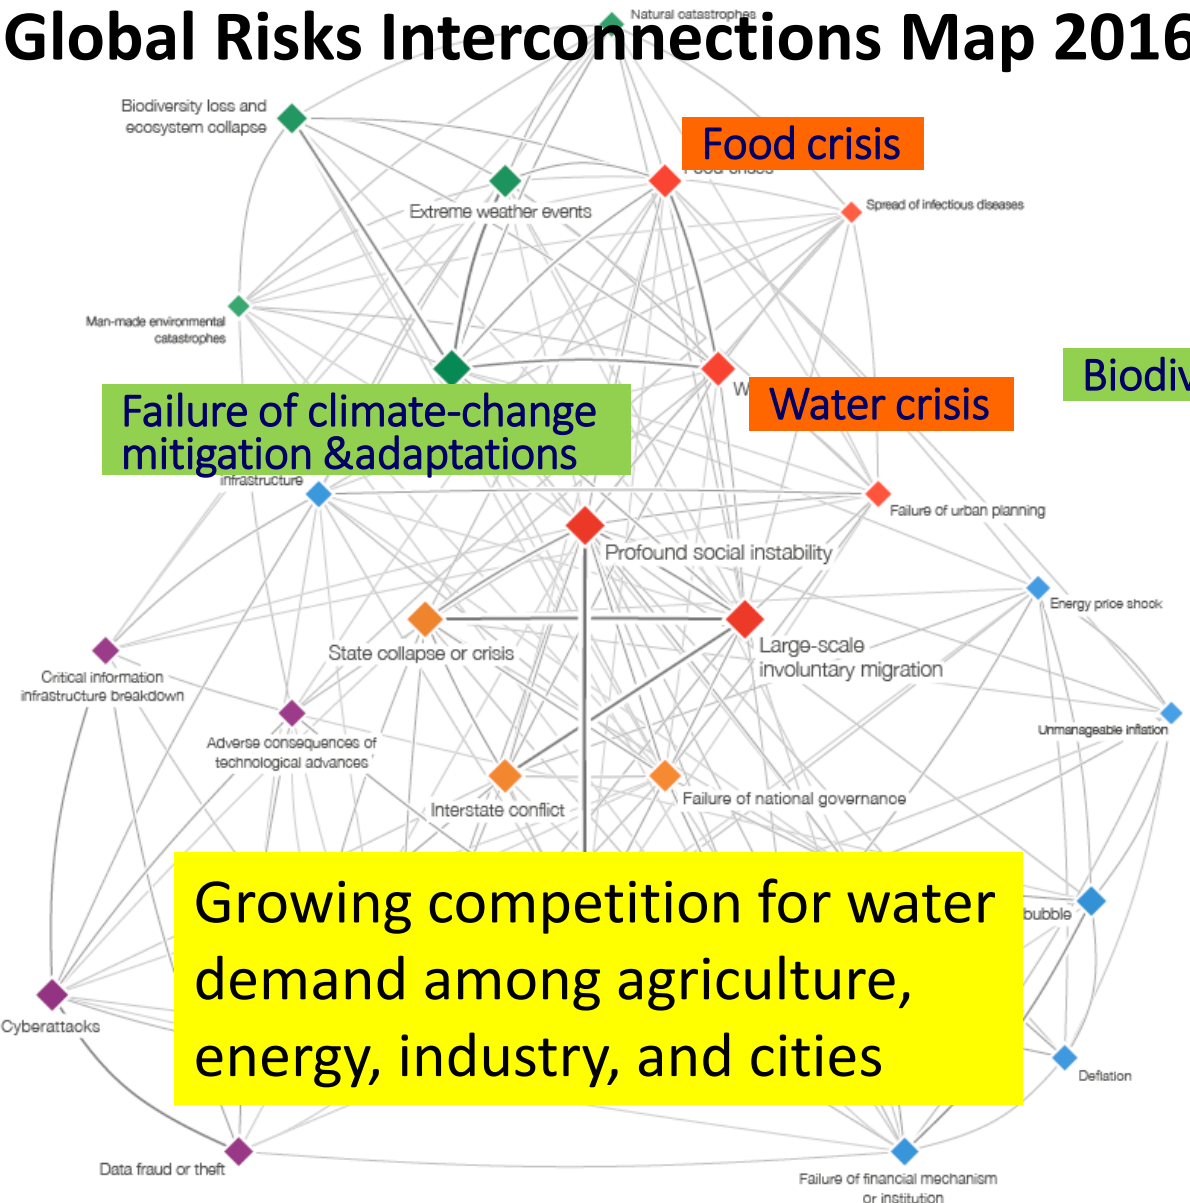 Natural catastrophes
Global Risks Interconnections Map 2016
Biodiversity loss and
ecosystem collapse
Food crisis
Extreme weather events
Spread of infectious diseases
Man-made environmental
catastrophes
Biodiv
Failure of climate-change
mitigation &adaptations
Water crisis
infrastructure
Failure of urban planning
Profound social instability
Energy price shock
State collapse or crisis
Large-scale
involuntary migration
Critical information
infrastructure breakdown
Unmanageable inflation
Adverse consequences of
technological advances
Interstate conflict
Failure of national governance
Growing competition for water
demand among agriculture,
energy, industry, and cities
bubble
Cyberattacks
Deflation
Data fraud or theft
Failure of financial mechanism
or institution